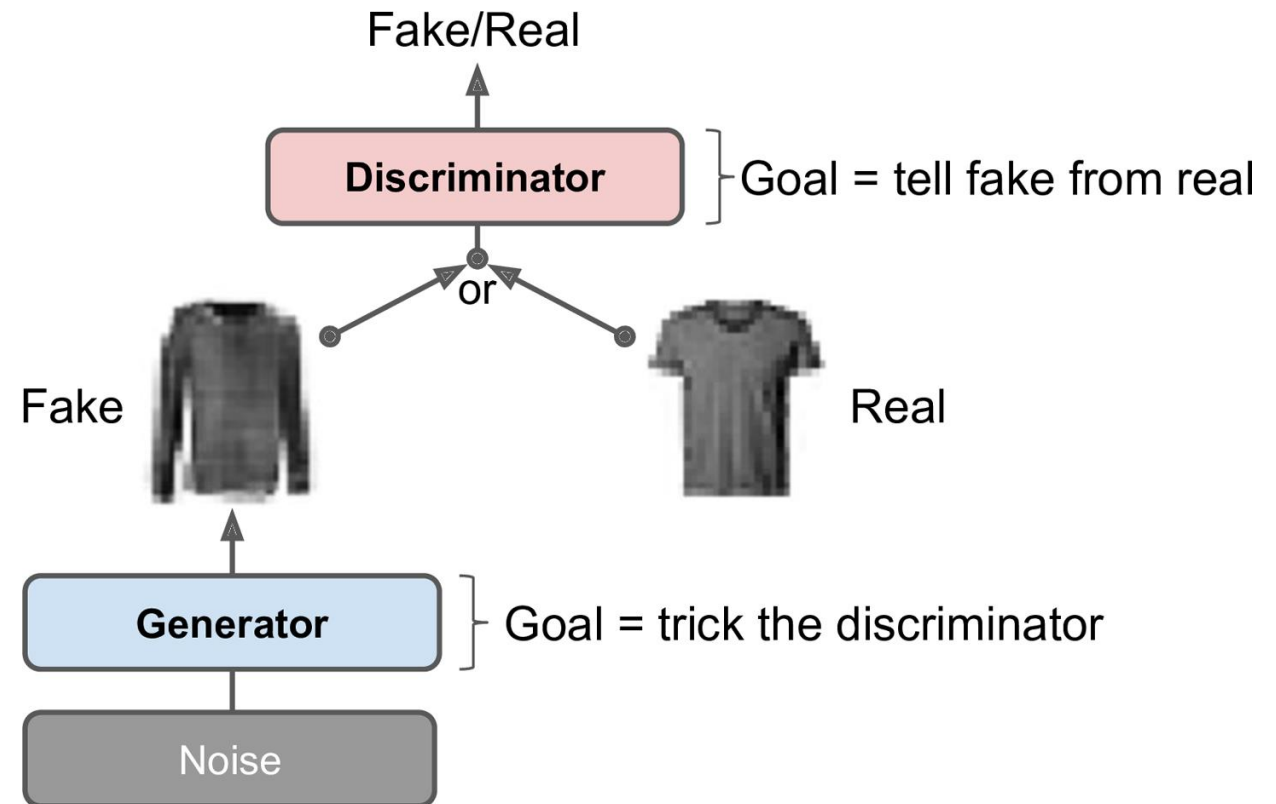 Fake/Real
Discriminator
Goal = tell fake from real
or
Fake
Real
Generator
Goal = trick the discriminator
Noise